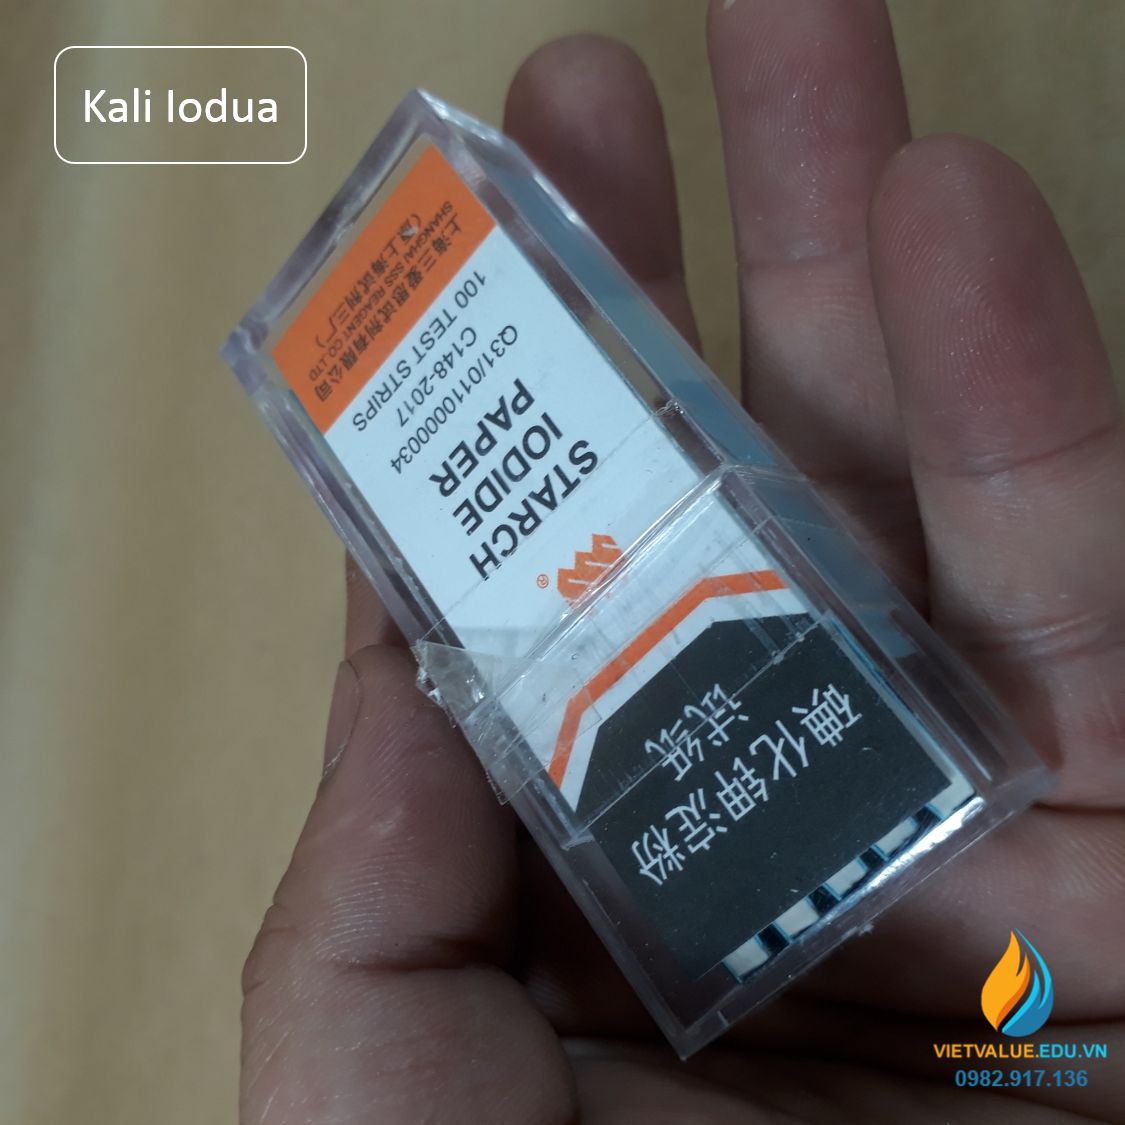 Kali Iodua
碘化钾淀粉
试纸
®
STARCH
IODIDE
PAPER
Q31/0110000034
C148-2017
100 TEST STRIPS
上海三爱思试剂有限公司
SHANGHAI SSS REAGENT CO.,LTD
(原上海试剂三厂)
VIETVALUE.EDU.VN
0982.917.136